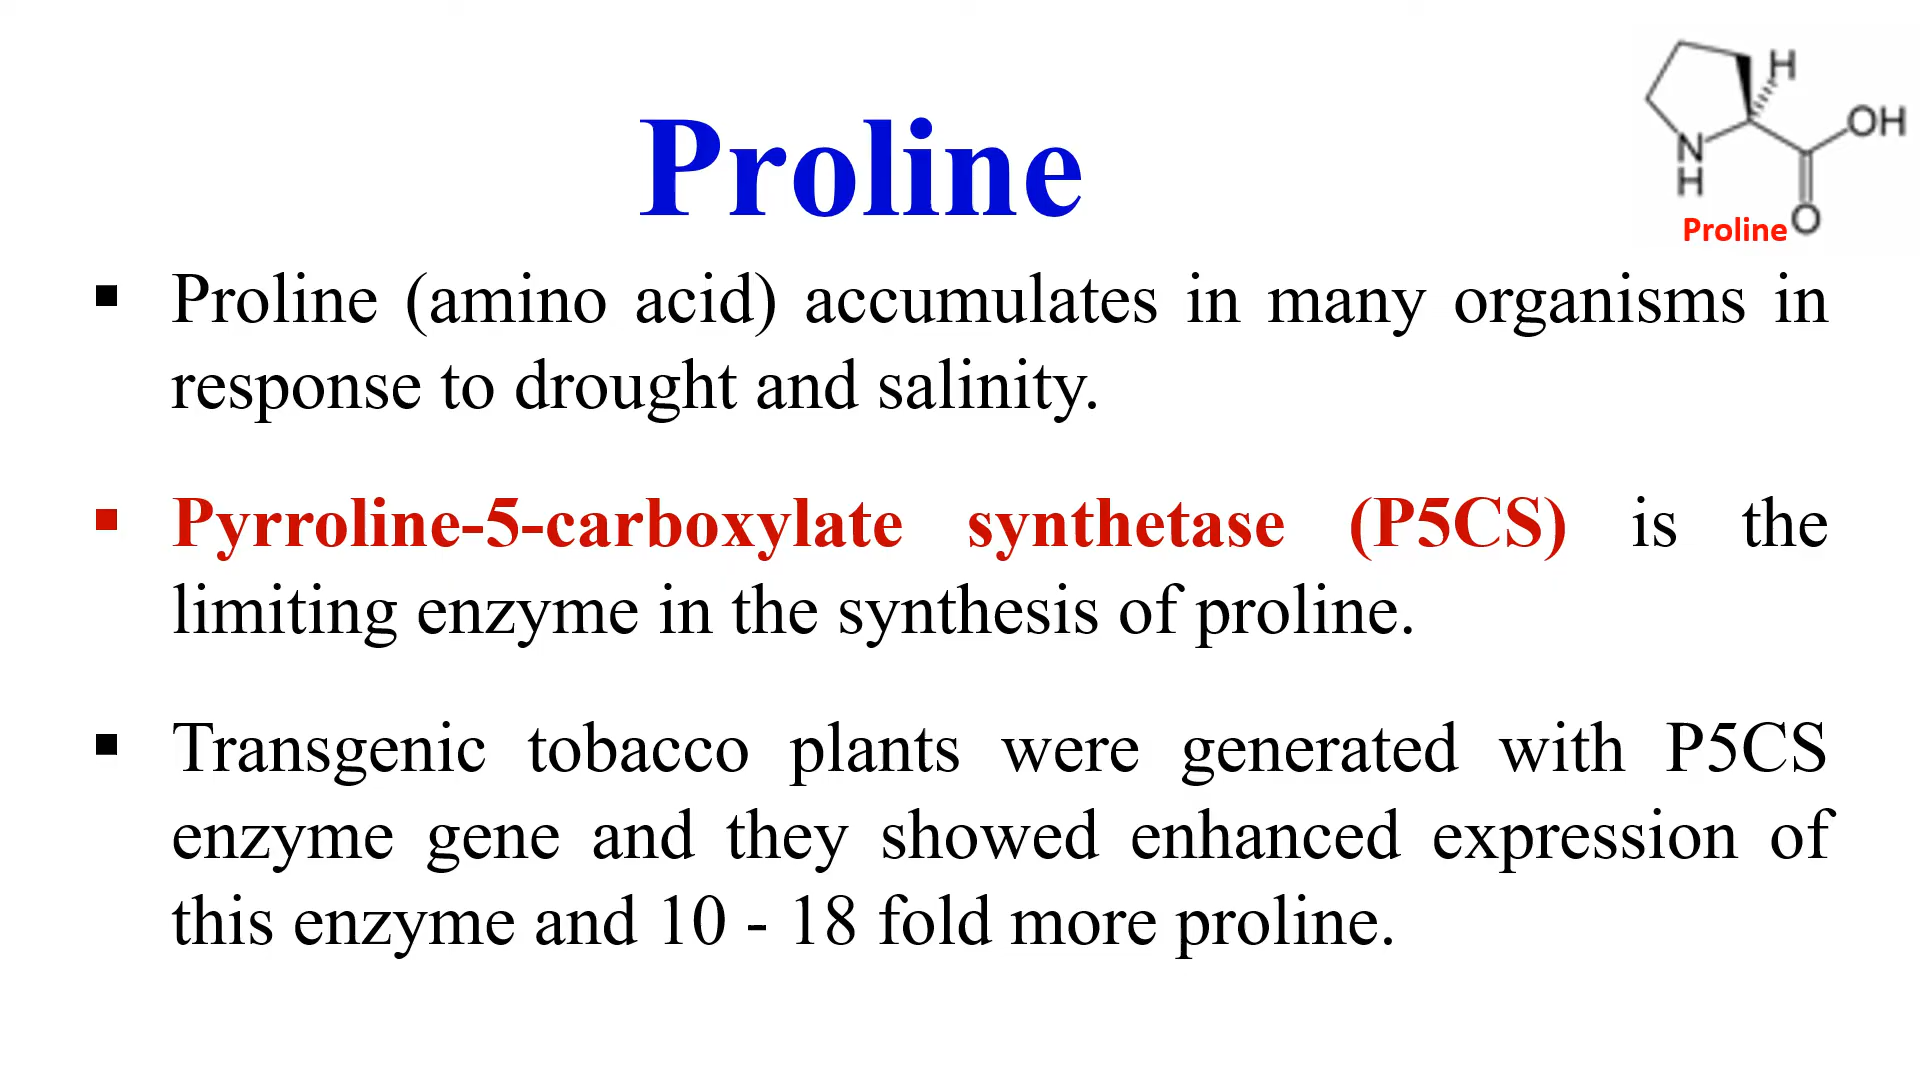 Proline
H
OH
N
H
O
Proline
▪ Proline (amino acid) accumulates in many organisms in
response to drought and salinity.
▪ Pyrroline-5-carboxylate synthetase (P5CS) is the
limiting enzyme in the synthesis of proline.
▪ Transgenic tobacco plants were generated with P5CS
enzyme gene and they showed enhanced expression of
this enzyme and 10 - 18 fold more proline.